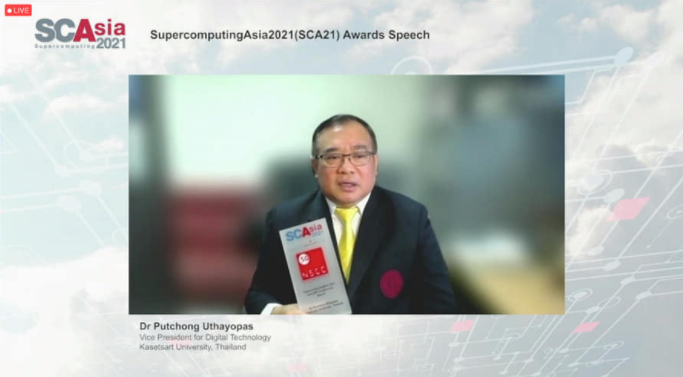 LIVE
SCAsia
Supercomputing 2021
SupercomputingAsia2021(SCA21) Awards Speech
SCAsia
2021
NSCC
Dr Putchong Uthayopas
Vice President for Digital Technology
Kasetsart University, Thailand